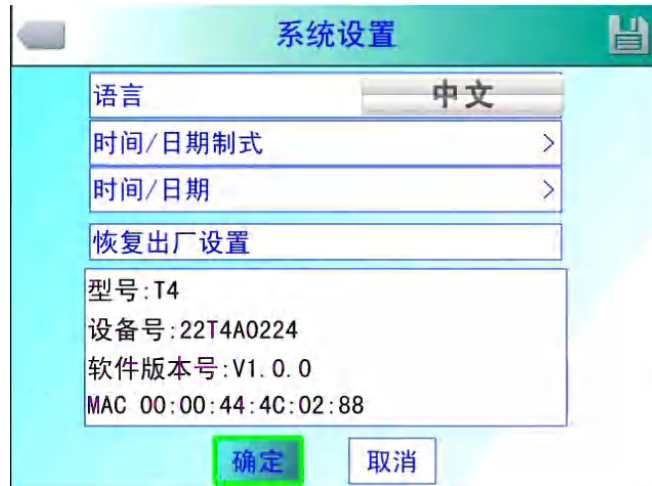 系统设置
语言 中文
时间/日期制式 >
时间/日期 >
恢复出厂设置
型号:T4
设备号:22T4A0224
软件版本号:V1.0.0
MAC 00:00:44:4C:02:88
确定 取消